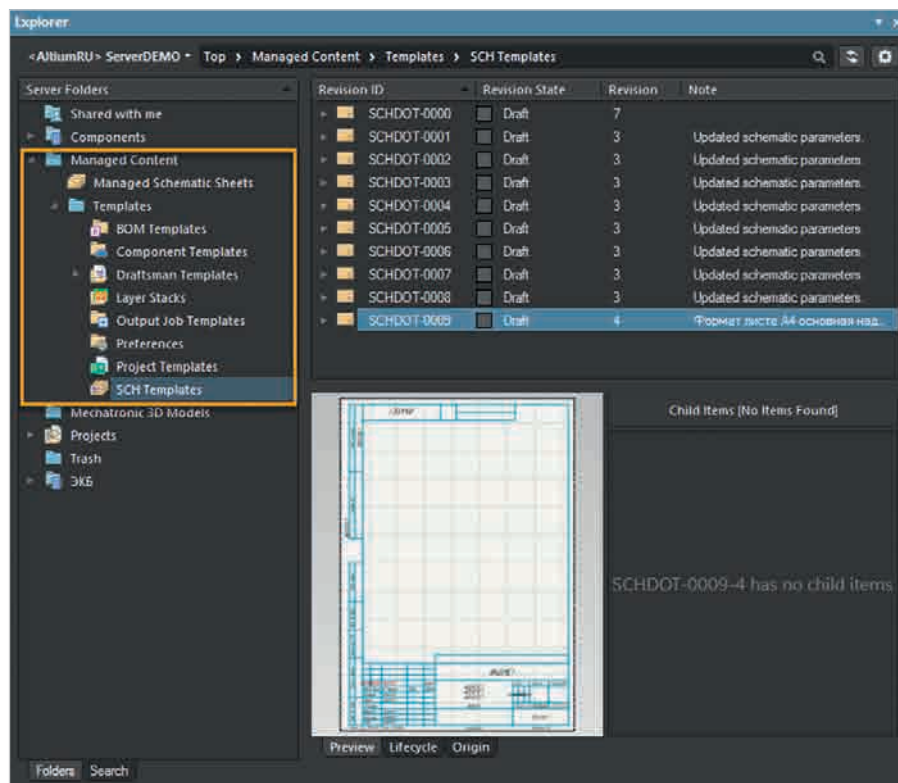 Explorer
<AltiumRU> ServerDEMO Top > Managed Content > Templates > SCH Templates
Server Folders
Shared with me
Components
Managed Content
Managed Schematic Sheets
Templates
BOM Templates
Component Templates
Draftsman Templates
Layer Stacks
Output Job Templates
Preferences
Project Templates
SCH Templates
Mechatronic 3D Models
Projects
Trash
ЭКБ
Folders Search
Revision ID Revision State Revision Note
SCHDOT-0000 Draft 7
SCHDOT-0001 Draft 3 Updated schematic parameters.
SCHDOT-0002 Draft 3 Updated schematic parameters.
SCHDOT-0003 Draft 3 Updated schematic parameters.
SCHDOT-0004 Draft 3 Updated schematic parameters.
SCHDOT-0005 Draft 3 Updated schematic parameters.
SCHDOT-0006 Draft 3 Updated schematic parameters.
SCHDOT-0007 Draft 3 Updated schematic parameters.
SCHDOT-0008 Draft 3 Updated schematic parameters.
SCHDOT-0009 Draft 4 Формат листе A4 основная над...
Child Items [No Items Found]
SCHDOT-0009-4 has no child items
Preview Lifecycle Origin